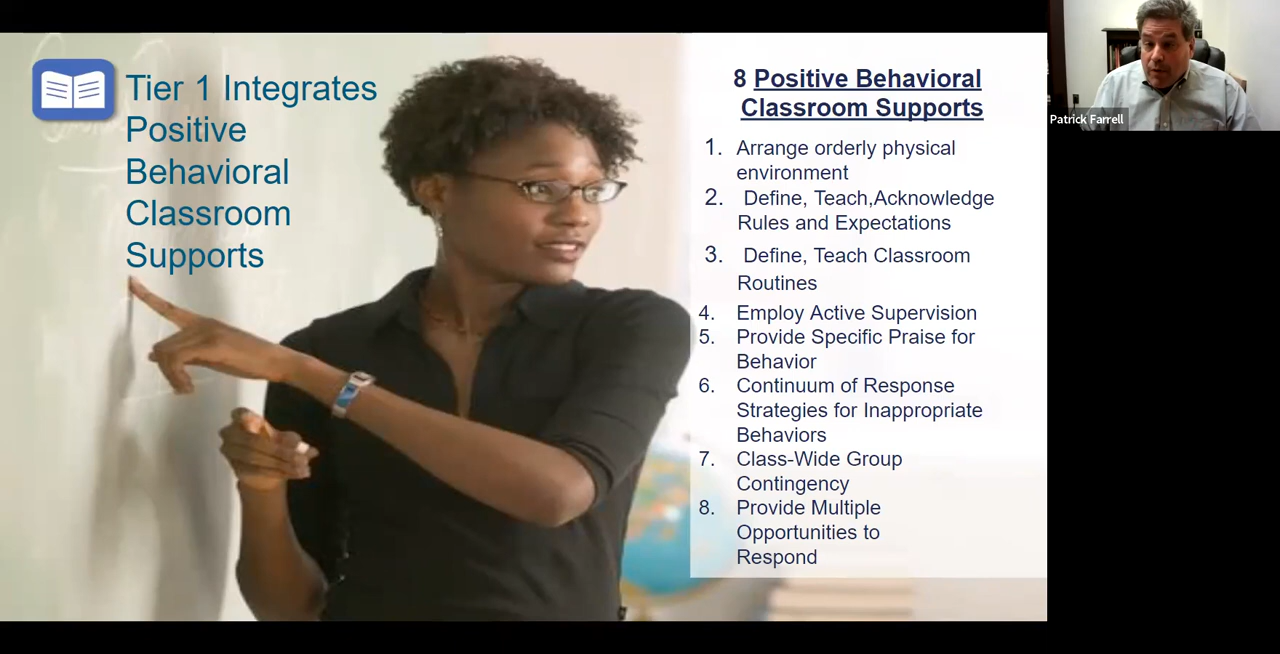 Tier 1 Integrates
Positive
Behavioral
Classroom
Supports
8 Positive Behavioral
Classroom Supports
1. Arrange orderly physical
environment
2. Define, Teach,Acknowledge
Rules and Expectations
3. Define, Teach Classroom
Routines
4. Employ Active Supervision
5. Provide Specific Praise for
Behavior
6. Continuum of Response
Strategies for Inappropriate
Behaviors
7. Class-Wide Group
Contingency
8. Provide Multiple
Opportunities to
Respond
Patrick Farrell